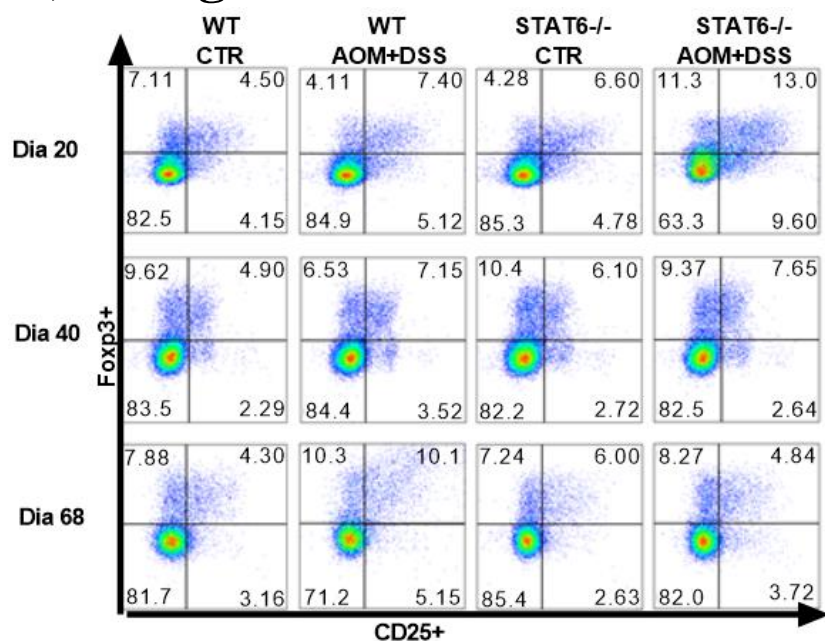 WT WT STAT6-/- STAT6-/-
CTR AOM+DSS CTR AOM+DSS
7.11 4.50 4.11 7.40 4.28 6.60 11.3 13.0
Dia 20
82.5 4.15 84.9 5.12 85.3 4.78 63.3 9.60
9.62 4.90 6.53 7.15 10.4 6.10 9.37 7.65
Dia 40
Foxp3+
83.5 2.29 84.4 3.52 82.2 2.72 82.5 2.64
7.88 4.30 10.3 10.1 7.24 6.00 8.27 4.84
Dia 68
81.7 3.16 71.2 5.15 85.4 2.63 82.0 3.72
CD25+